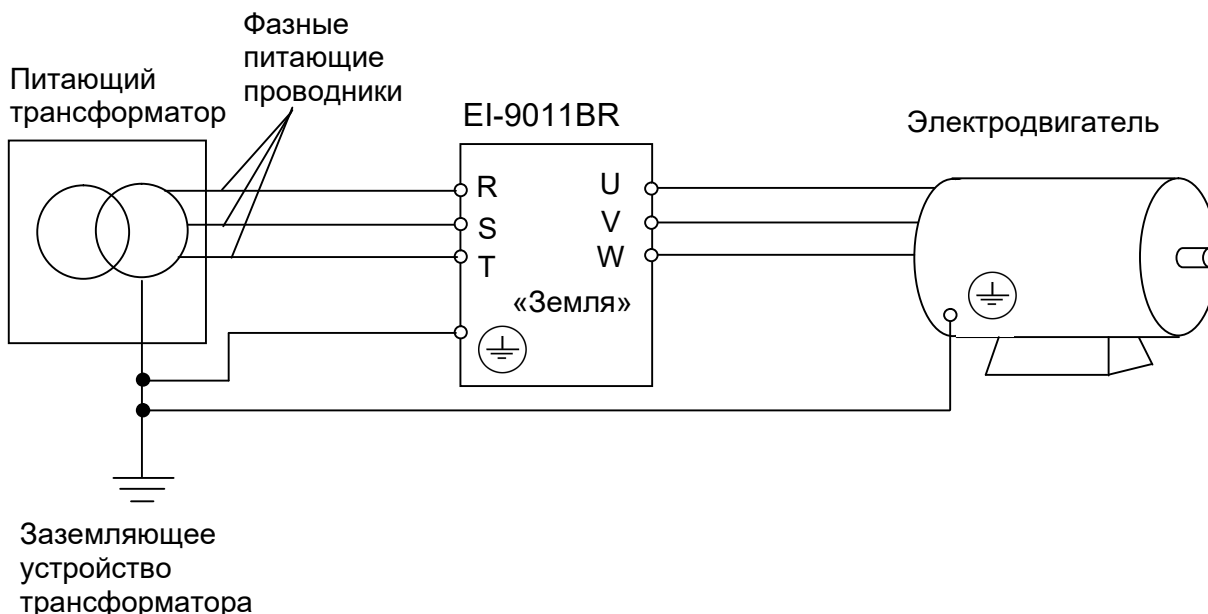 Фазные
питающие
проводники
Питающий
трансформатор
EI-9011BR
Электродвигатель
R
U
S
V
T
W
«Земля»
Заземляющее
устройство
трансформатора